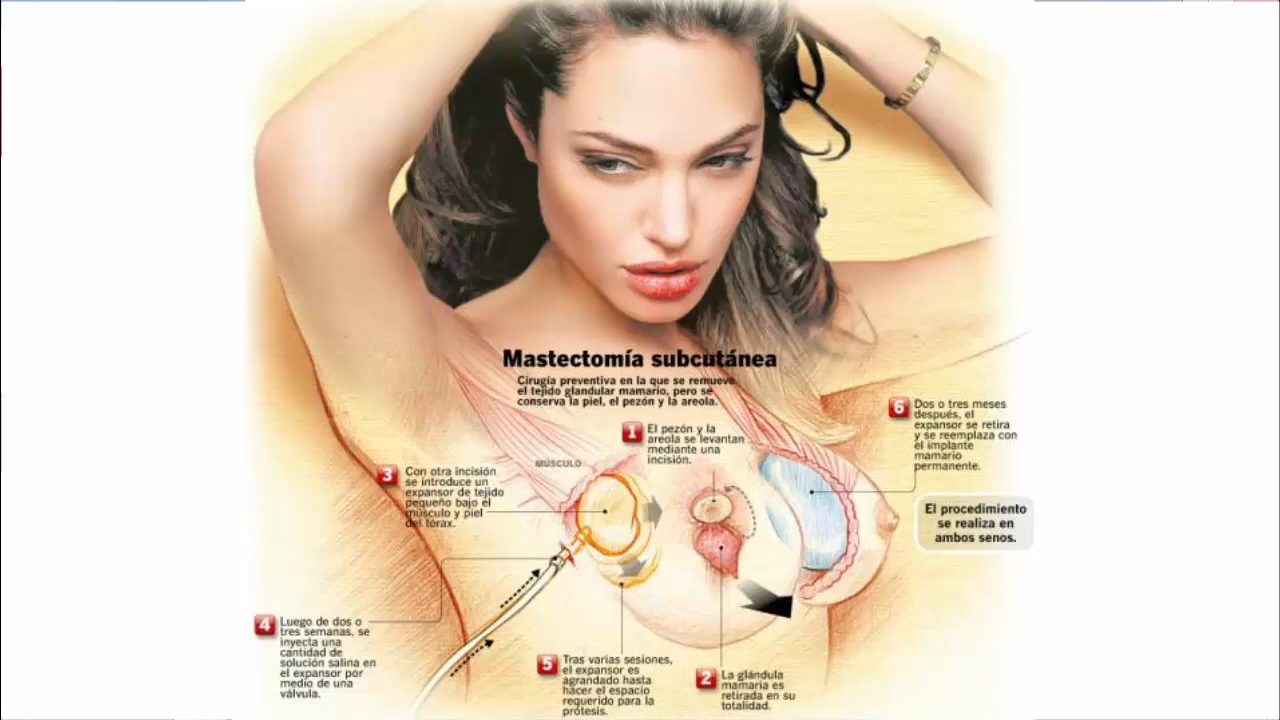 Mastectomía subcutánea
Cirugía preventiva en la que se remueve
el tejido glandular mamario, pero se
conserva la piel, el pezón y la areola.
1
El pezón y la
areola se levantan
mediante una
incisión.
MÚSCULO
3
Con otra incisión
se introduce un
expansor de tejido
pequeño bajo el
músculo y piel
del tórax.
6
Dos o tres meses
después, el
expansor se retira
y se reemplaza con
el implante
mamario
permanente.
El procedimiento
se realiza en
ambos senos.
4
Luego de dos o
tres semanas, se
inyecta una
cantidad de
solución salina en
el expansor por
medio de una
válvula.
5
Tras varias sesiones,
el expansor es
agrandado hasta
hacer el espacio
requerido para la
prótesis.
2
La glándula
mamaria es
retirada en su
totalidad.